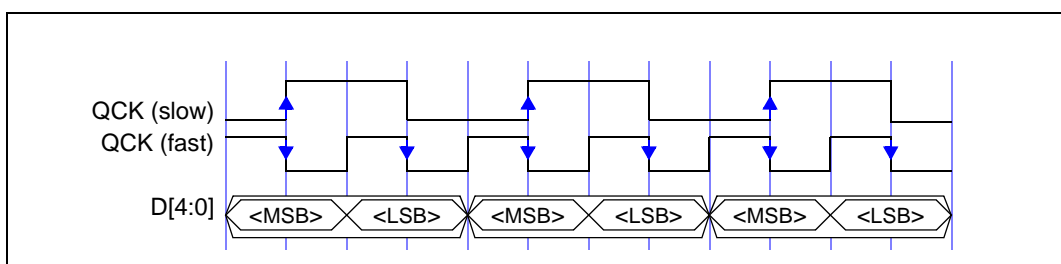 QCK (slow)
QCK (fast)
D[4:0] <MSB> <LSB> <MSB> <LSB> <MSB> <LSB>